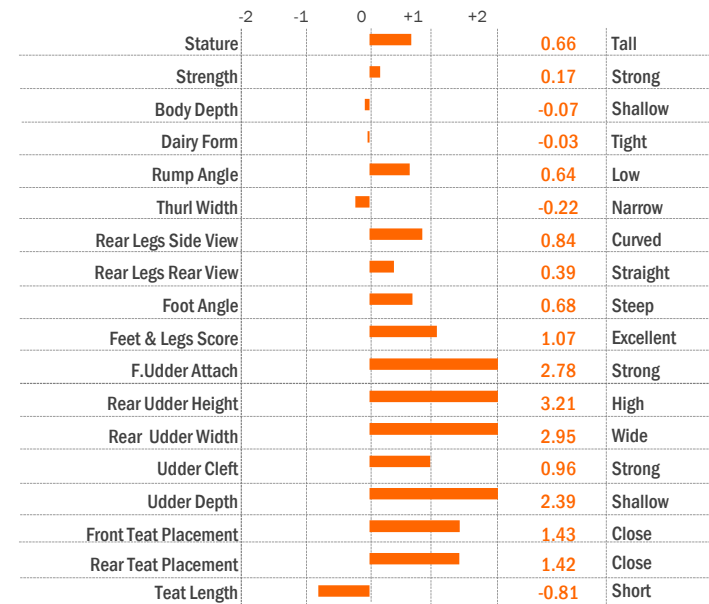 -2 -1 0 +1 +2
Stature 0.66 Tall
Strength 0.17 Strong
Body Depth -0.07 Shallow
Dairy Form -0.03 Tight
Rump Angle 0.64 Low
Thurl Width -0.22 Narrow
Rear Legs Side View 0.84 Curved
Rear Legs Rear View 0.39 Straight
Foot Angle 0.68 Steep
Feet & Legs Score 1.07 Excellent
F.Udder Attach 2.78 Strong
Rear Udder Height 3.21 High
Rear Udder Width 2.95 Wide
Udder Cleft 0.96 Strong
Udder Depth 2.39 Shallow
Front Teat Placement 1.43 Close
Rear Teat Placement 1.42 Close
Teat Length -0.81 Short